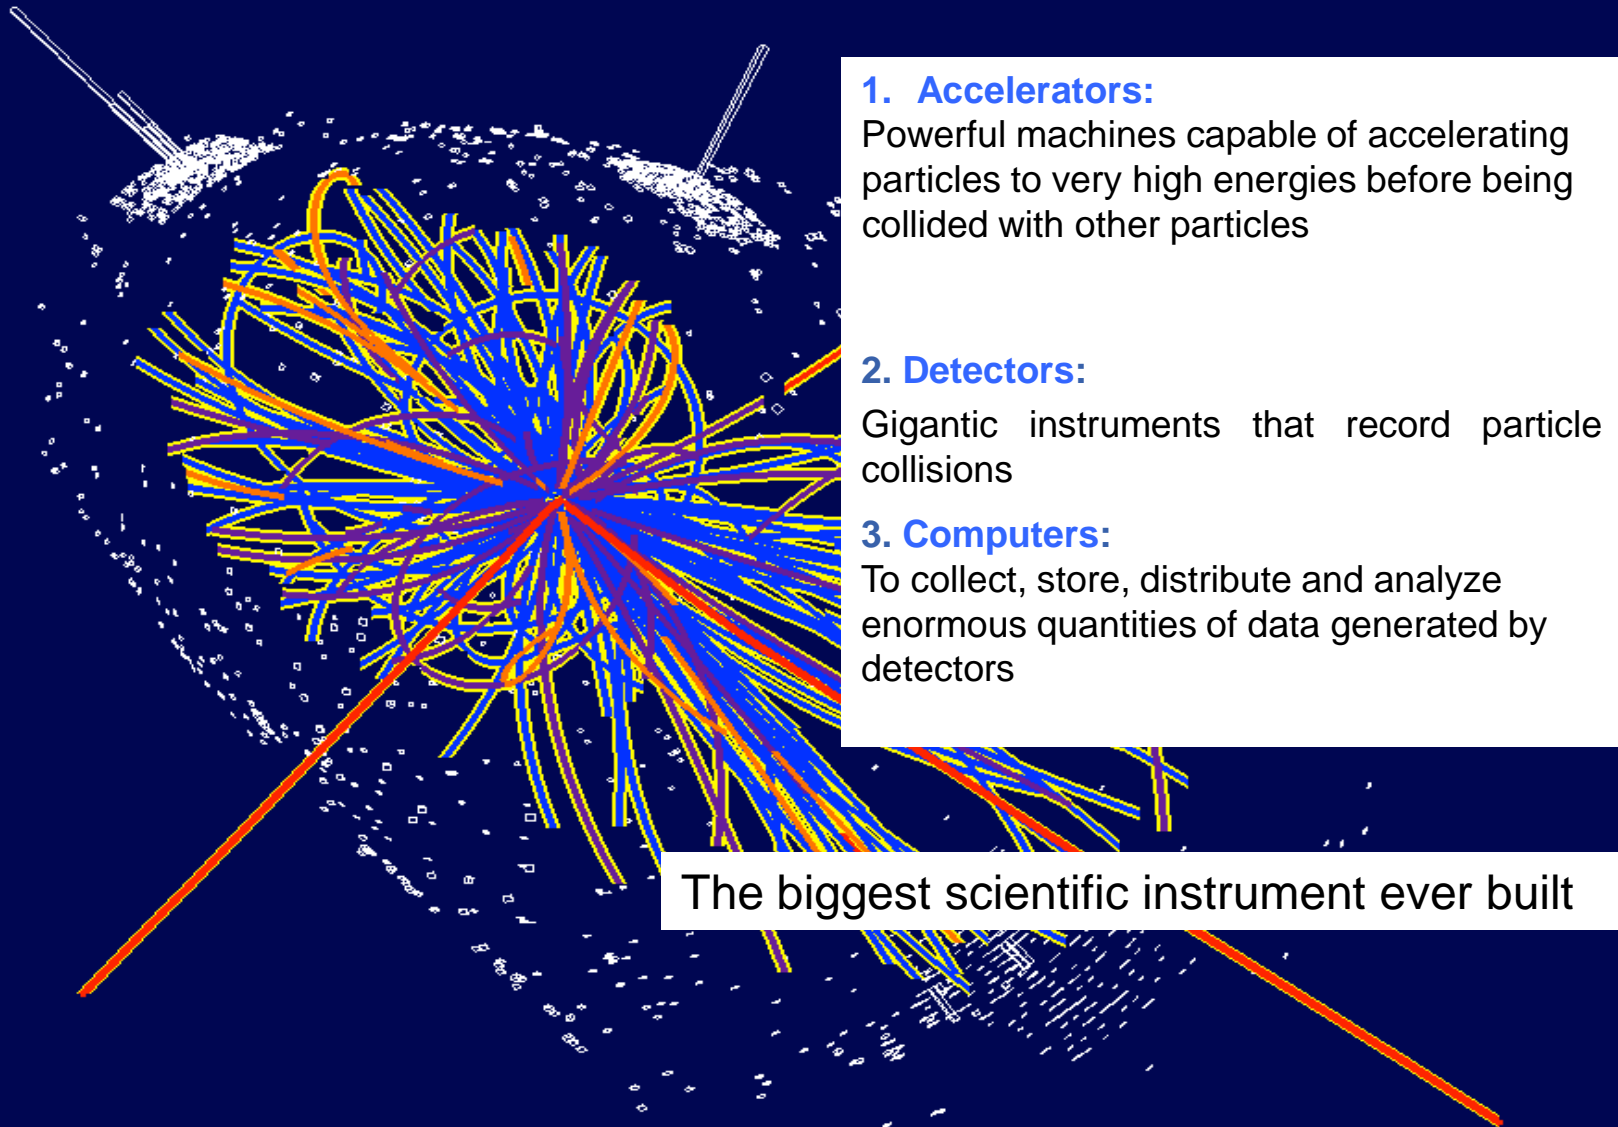 1. Accelerators:
Powerful machines capable of accelerating
particles to very high energies before being
collided with other particles
2. Detectors:
Gigantic instruments that record particle
collisions
3. Computers:
To collect, store, distribute and analyze
enormous quantities of data generated by
detectors
The biggest scientific instrument ever built